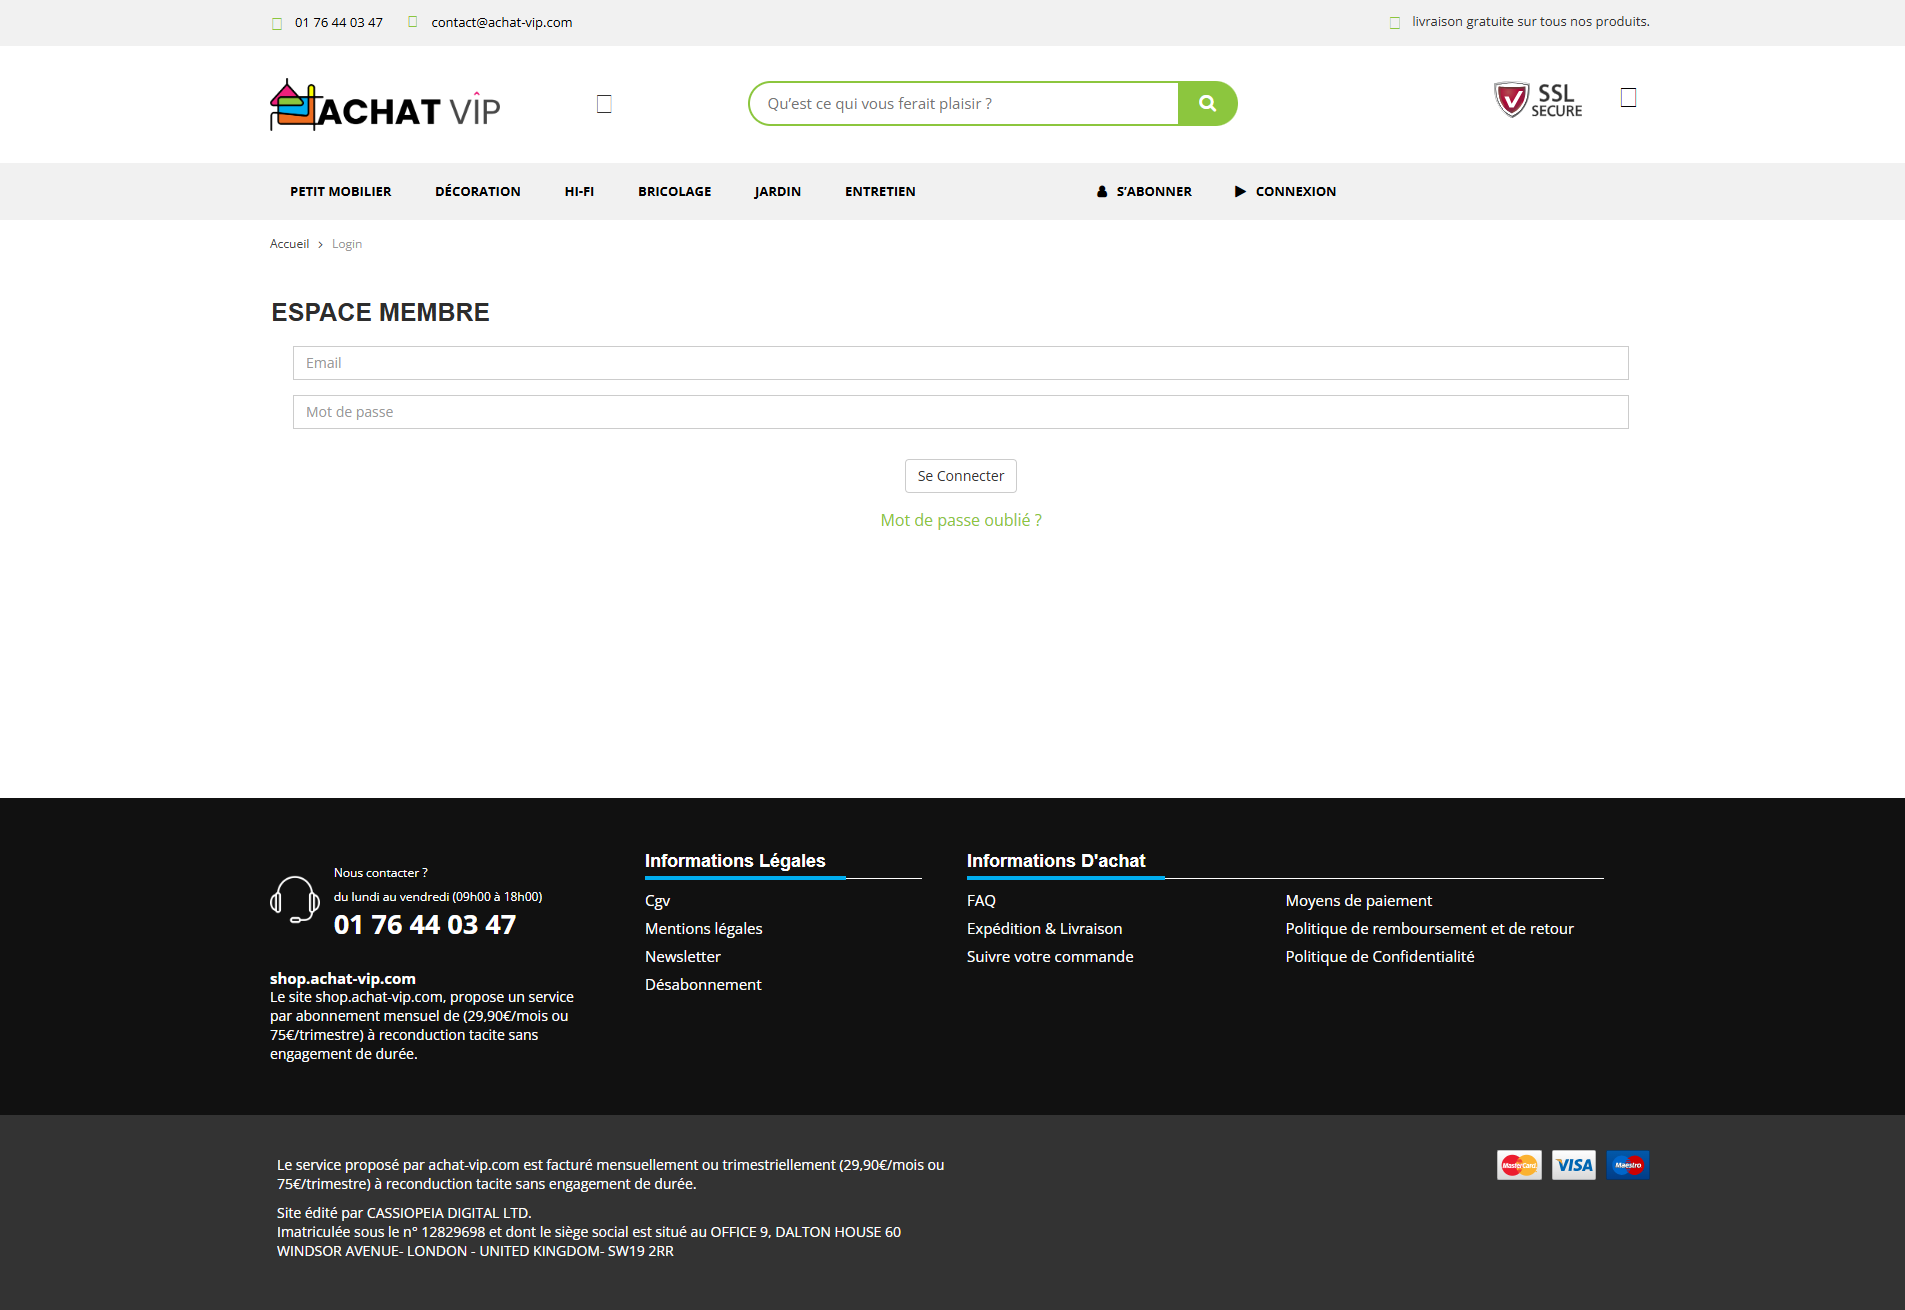 01 76 44 03 47
contact@achat-vip.com
livraison gratuite sur tous nos produits.
ACHAT VIP
Qu'est ce qui vous ferait plaisir ?
SSL
SECURE
PETIT MOBILIER
DÉCORATION
HI-FI
BRICOLAGE
JARDIN
ENTRETIEN
S'ABONNER
CONNEXION
Accueil > Login
ESPACE MEMBRE
Email
Mot de passe
Se Connecter
Mot de passe oublié ?
Nous contacter ?
du lundi au vendredi (09h00 à 18h00)
01 76 44 03 47
shop.achat-vip.com
Le site shop.achat-vip.com, propose un service
par abonnement mensuel de (29,90€/mois ou
75€/trimestre) à reconduction tacite sans
engagement de durée.
Informations Légales
Cgv
Mentions légales
Newsletter
Désabonnement
Informations D'achat
FAQ
Expédition & Livraison
Suivre votre commande
Moyens de paiement
Politique de remboursement et de retour
Politique de Confidentialité
Le service proposé par achat-vip.com est facturé mensuellement ou trimestriellement (29,90€/mois ou
75€/trimestre) à reconduction tacite sans engagement de durée.
Site édité par CASSIOPEIA DIGITAL LTD.
Imatriculée sous le n° 12829698 et dont le siège social est situé au OFFICE 9, DALTON HOUSE 60
WINDSOR AVENUE- LONDON - UNITED KINGDOM- SW19 2RR
MasterCard
VISA
Maestro